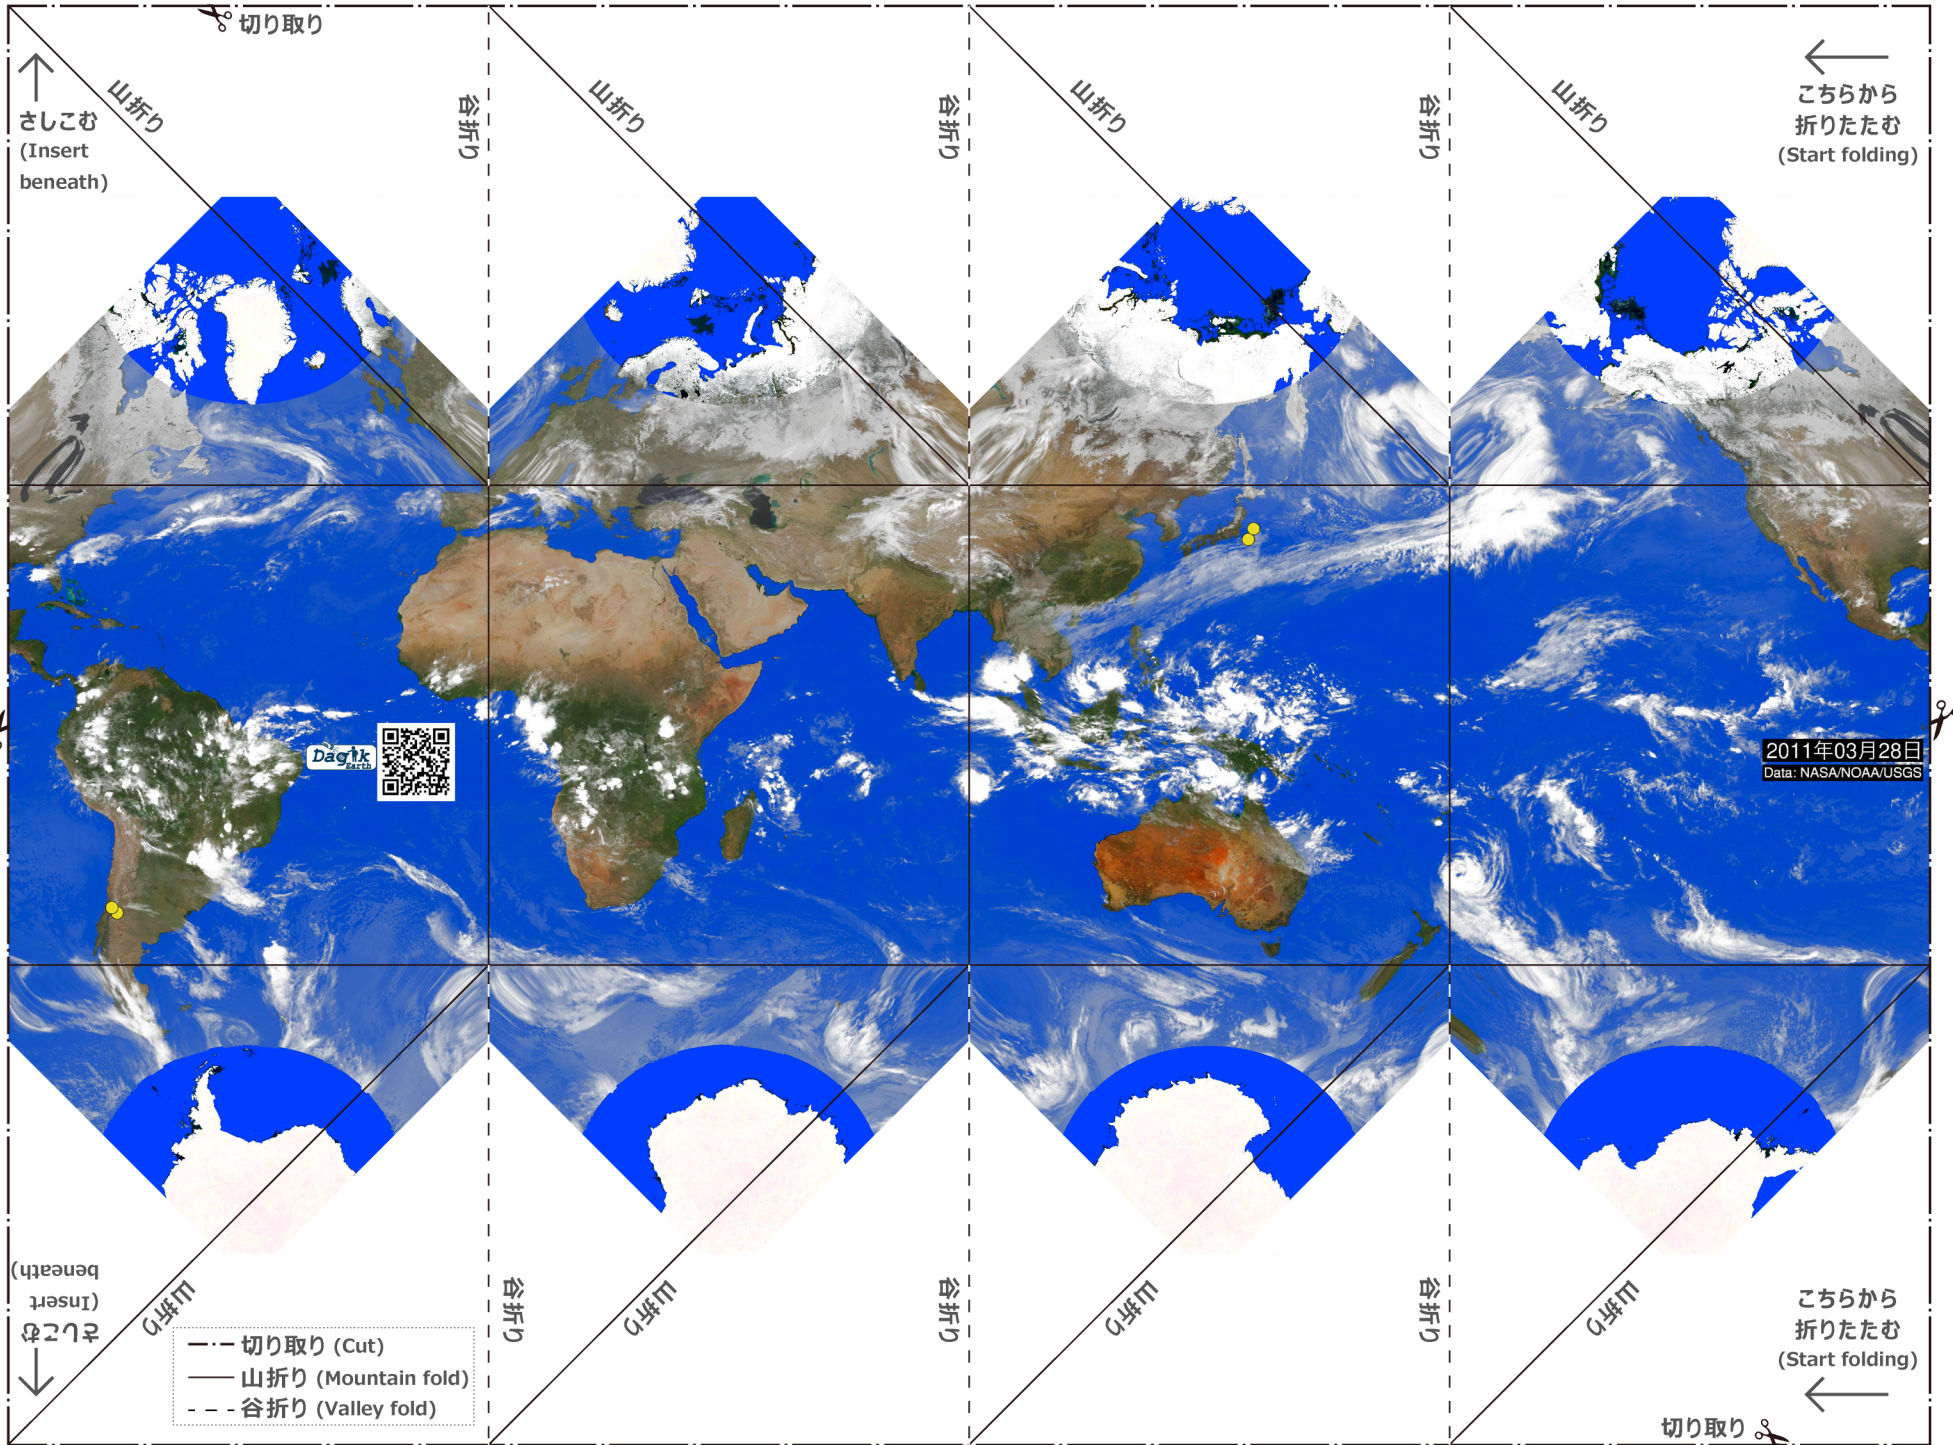 切り取り
さしこむ
(Insert
beneath)
山折り
谷折り
山折り
谷折り
山折り
谷折り
山折り
こちらから
折りたたむ
(Start folding)
Dagik
Earth
2011年03月28日
Data: NASA/NOAA/USGS
さしこむ
(Insert
beneath)
山折り
谷折り
山折り
谷折り
山折り
谷折り
山折り
こちらから
折りたたむ
(Start folding)
切り取り (Cut)
山折り (Mountain fold)
谷折り (Valley fold)
切り取り